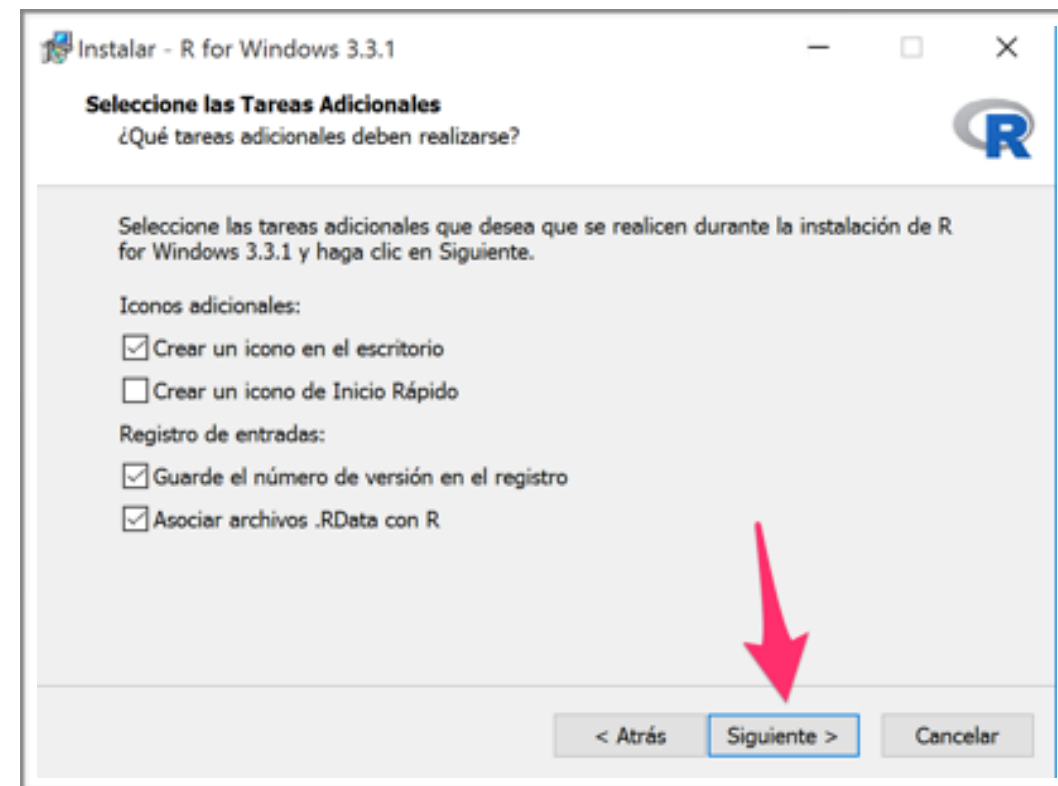 Instalar - R for Windows 3.3.1
Seleccione las Tareas Adicionales
¿Qué tareas adicionales deben realizarse?
R
Seleccione las tareas adicionales que desea que se realicen durante la instalación de R
for Windows 3.3.1 y haga clic en Siguiente.
Iconos adicionales:
Crear un icono en el escritorio
Crear un icono de Inicio Rápido
Registro de entradas:
Guarde el número de versión en el registro
Asociar archivos .RData con R
< Atrás
Siguiente >
Cancelar